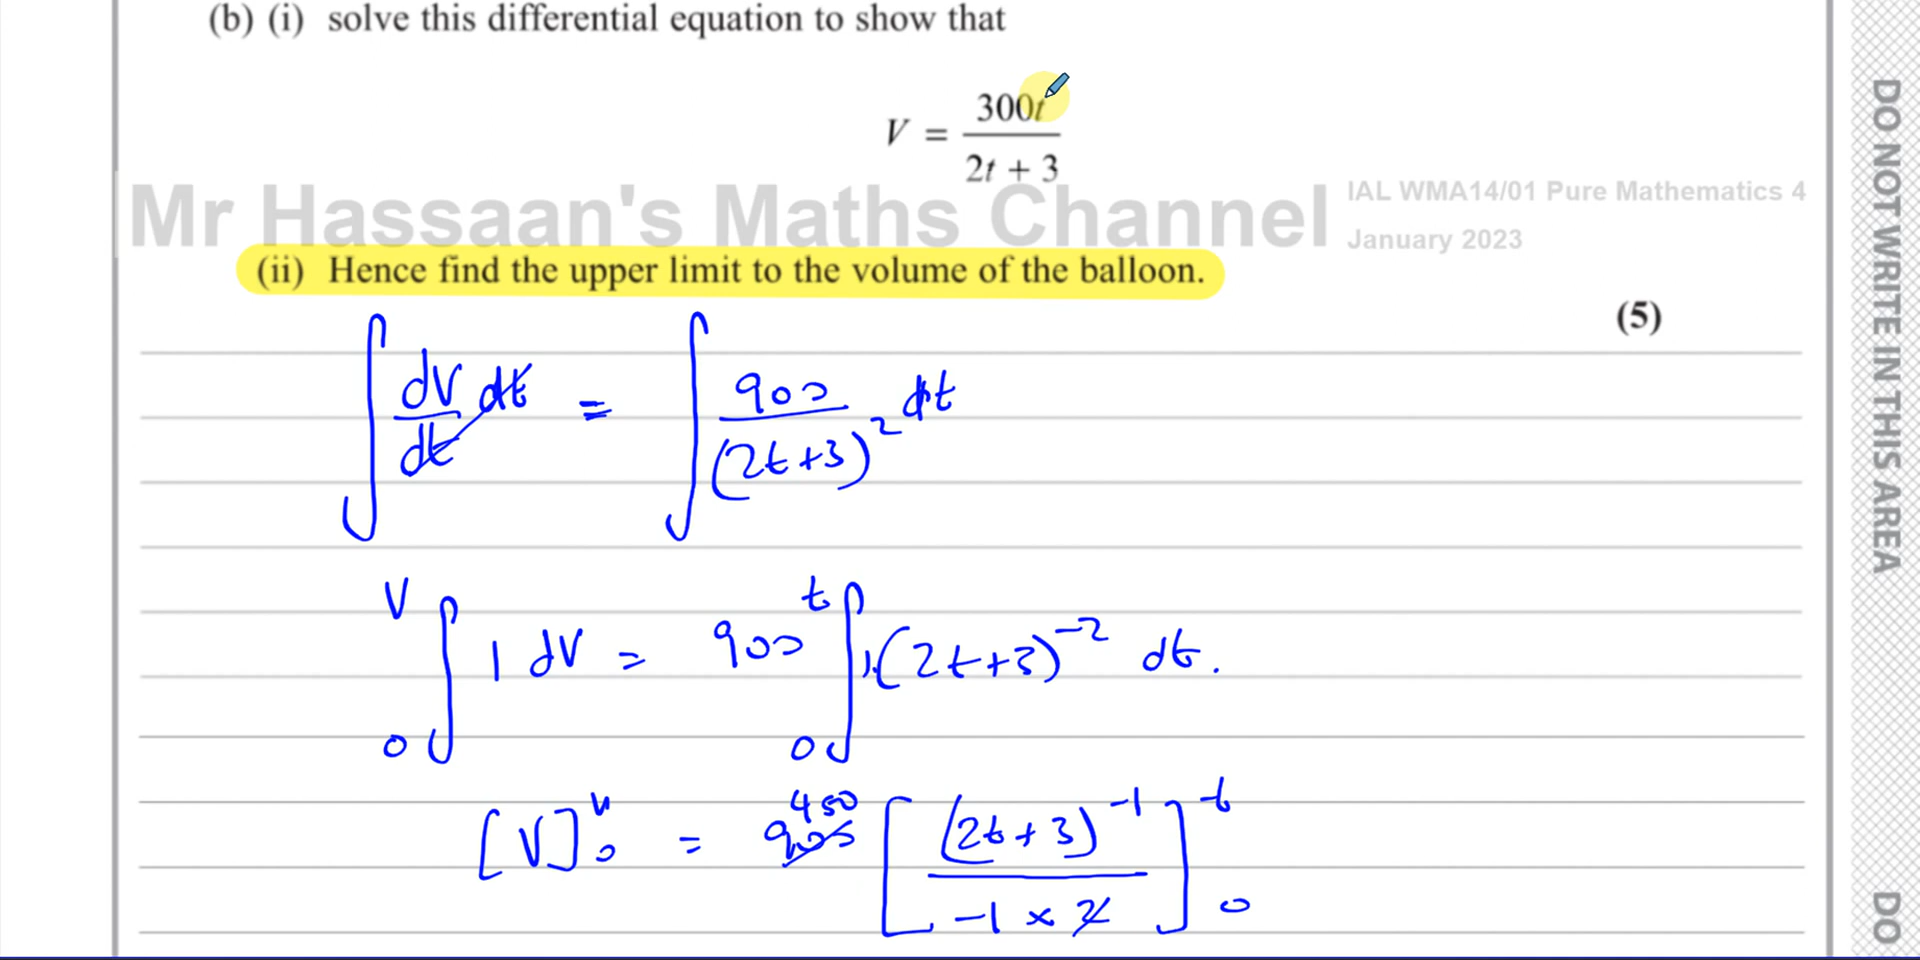 (b) (i) solve this differential equation to show that
V = 300t / 2t + 3
Mr Hassaan's Maths Channel
IAL WMA14/01 Pure Mathematics 4
January 2023
(ii) Hence find the upper limit to the volume of the balloon.
(5)
∫ dV/dt dt = ∫ 900/(2t+3)² dt
∫₀^V 1 dV = 900 ∫₀^t 1(2t+3)⁻² dt.
[V]₀^V = 900 450 [(2t+3)⁻¹ / -1 × 2]₀^t
DO NOT WRITE IN THIS AREA
DO